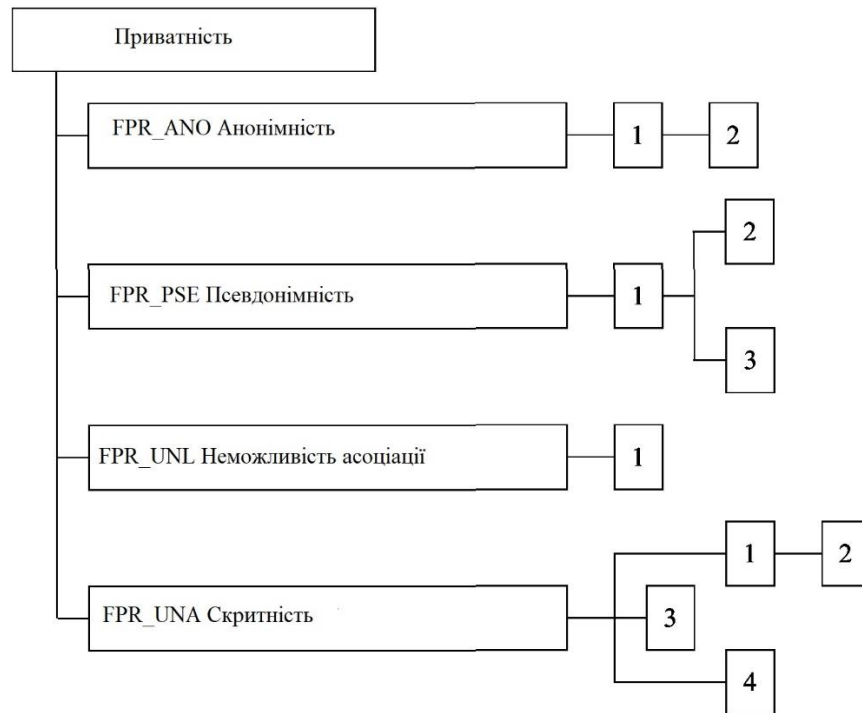 Приватність
FPR_ANO Анонімність 1 2
2
FPR_PSE Псевдонімність 1
3
FPR_UNL Неможливість асоціації 1
1 2
FPR_UNA Скритність 3
4